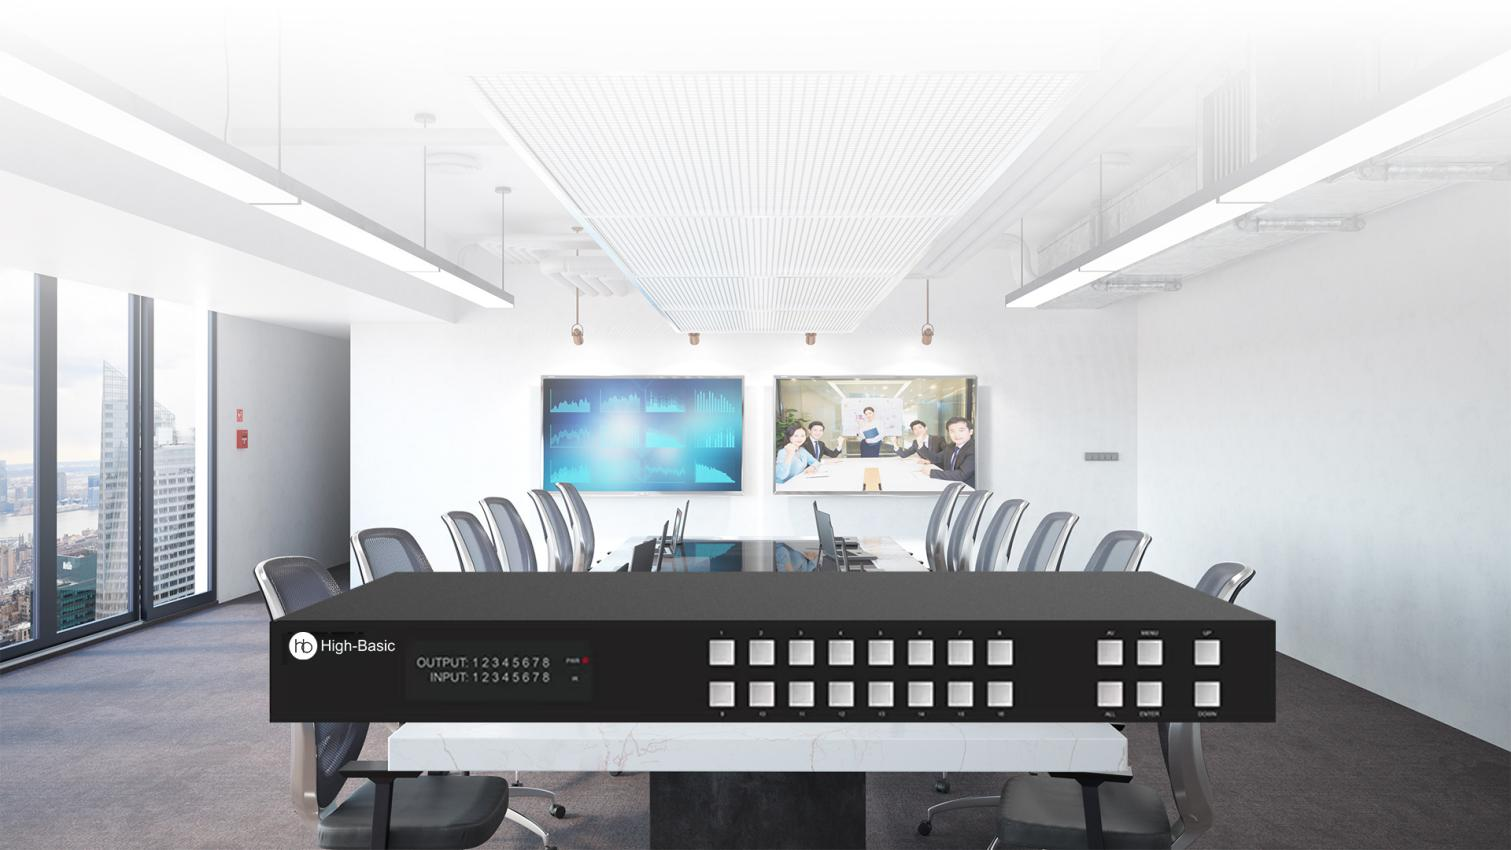 hb High-Basic
OUTPUT: 1 2 3 4 5 6 7 8
INPUT: 1 2 3 4 5 6 7 8
PWR
IR
1 2 3 4 5 6 7 8
9 10 11 12 13 14 15 16
AV MENU UP
ALL ENTER DOWN